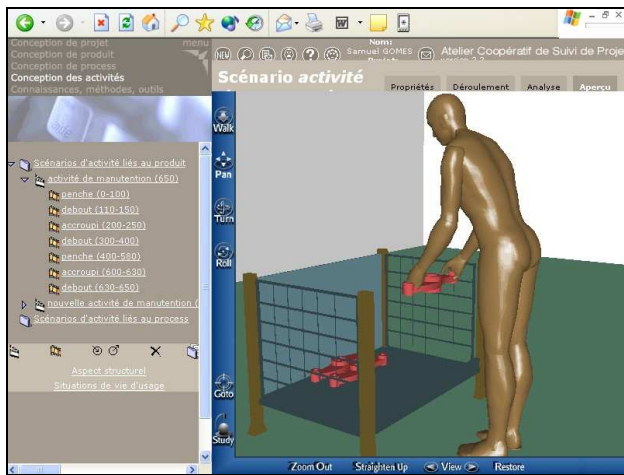 Conception de projet
menu
Conception de produit
Conception de process
Conception des activités
Connaissances, méthodes, outils
Nom:
Samuel GOMES
Atelier Coopératif de Suivi de Proje
Scénario activité
Propriétés
Déroulement
Analyse
Aperçu
Scénarios d'activité liés au produit
activité de manutention (650)
penche (0-100)
debout (110-150)
accroupi (200-250)
debout (300-400)
penche (400-580)
accroupi (600-630)
debout (630-650)
nouvelle activité de manutention (
Scénarios d'activité liés au process
Aspect structurel
Situations de vie d'usage
Walk
Pan
Turn
Roll
Goto
Study
Zoom Out
Straighten Up
View
Restore